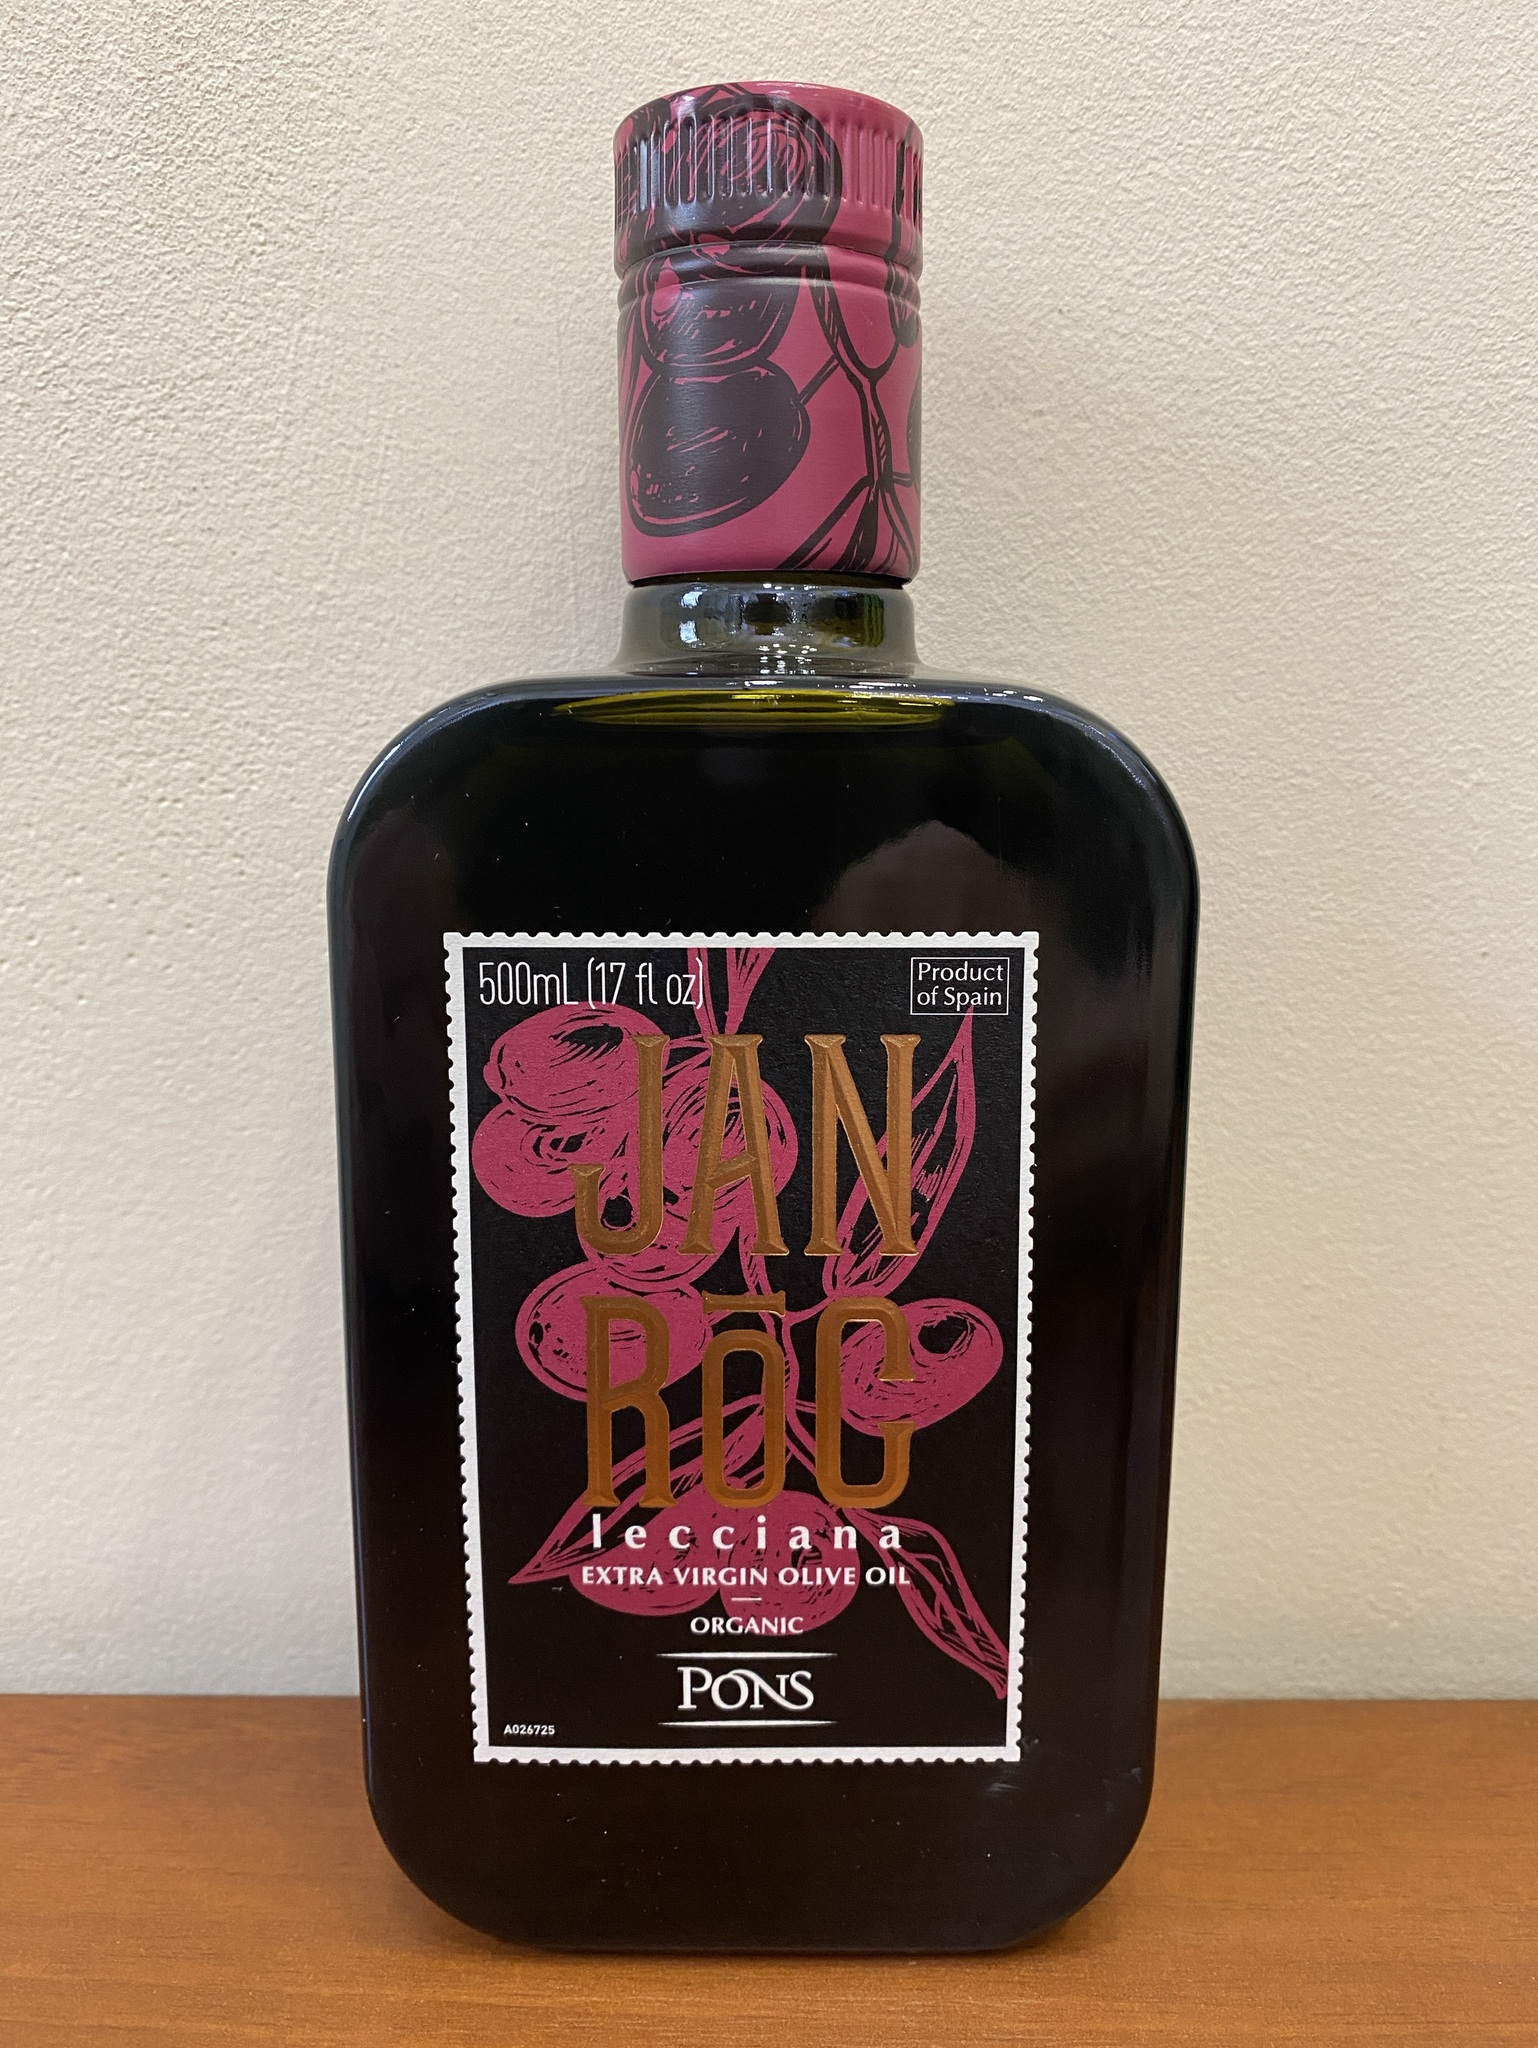 500mL (17 fl oz)
Product
of Spain
JAN
RŌC
lecciana
EXTRA VIRGIN OLIVE OIL
ORGANIC
PONS
A026725